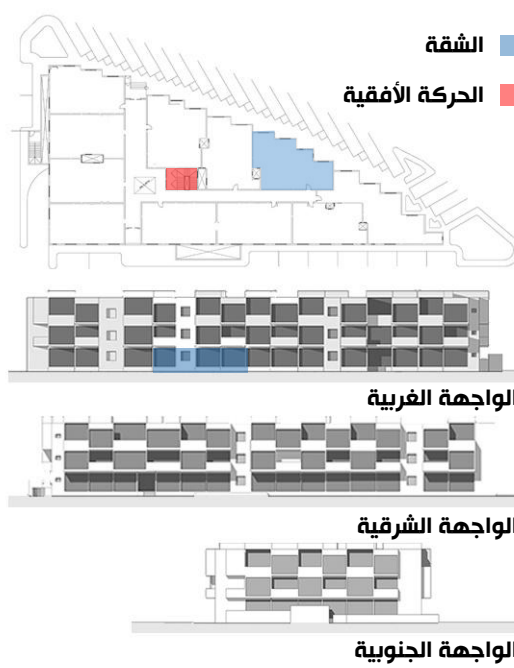 الشقة
الحركة الأفقية
الواجهة الغربية
الواجهة الشرقية
الواجهة الجنوبية